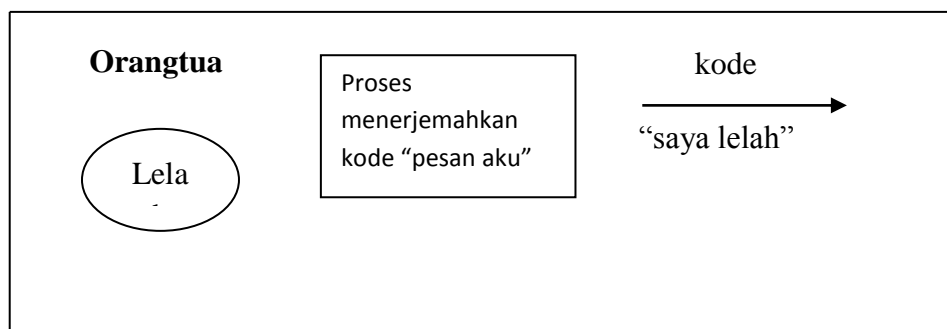 Orangtua
Proses
menerjemahkan
kode “pesan aku”
kode
“saya lelah”
Lela